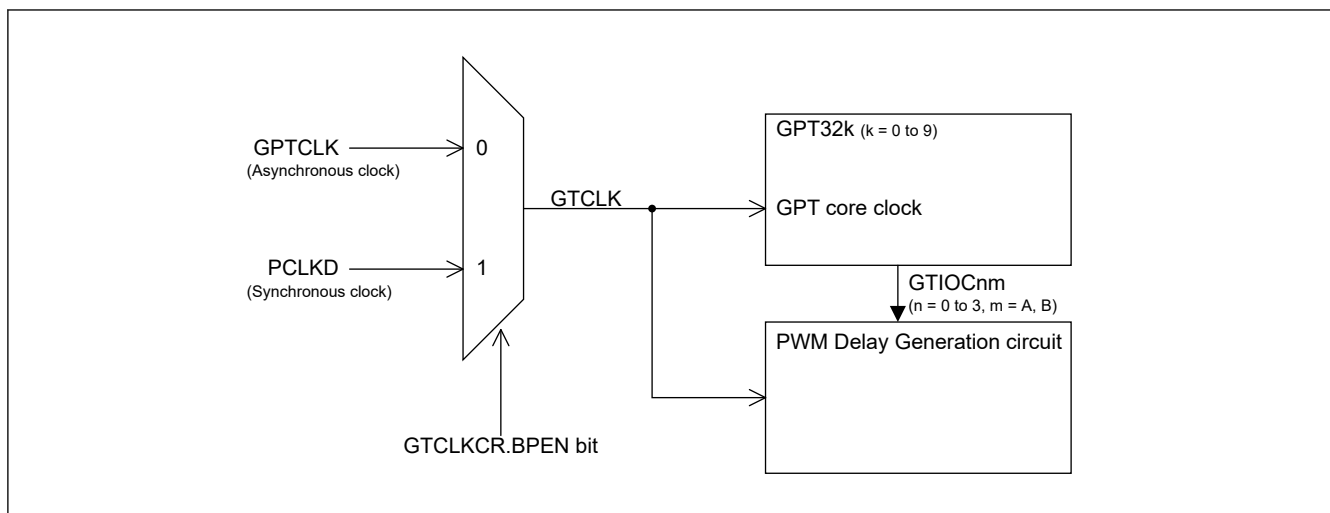 GPTCLK
(Asynchronous clock)
0
PCLKD
(Synchronous clock)
1
GTCLKCR.BPEN bit
GTCLK
GPT32k (k = 0 to 9)
GPT core clock
GTIOCnm
(n = 0 to 3, m = A, B)
PWM Delay Generation circuit